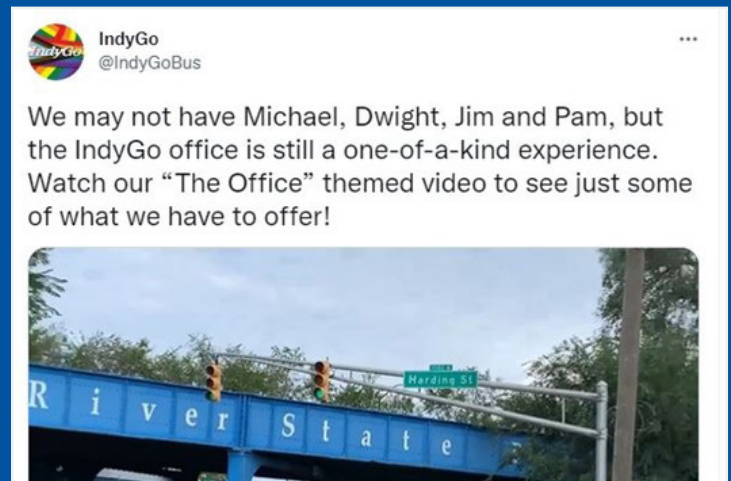 IndyGo
IndyGo
@IndyGoBus
We may not have Michael, Dwight, Jim and Pam, but
the IndyGo office is still a one-of-a-kind experience.
Watch our “The Office” themed video to see just some
of what we have to offer!
Harding St
River State